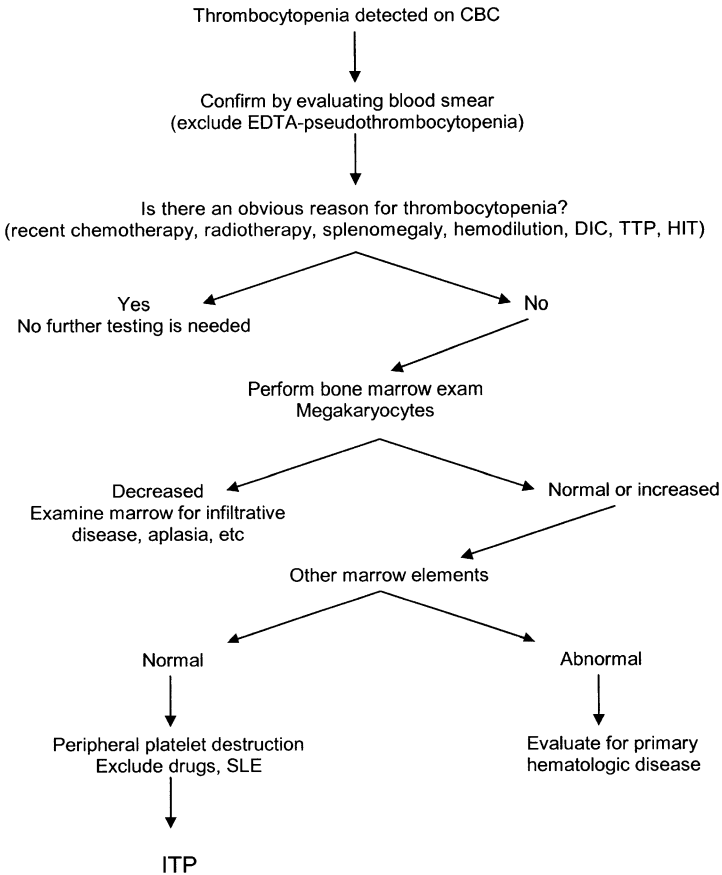 Thrombocytopenia detected on CBC
Confirm by evaluating blood smear
(exclude EDTA-pseudothrombocytopenia)
Is there an obvious reason for thrombocytopenia?
(recent chemotherapy, radiotherapy, splenomegaly, hemodilution, DIC, TTP, HIT)
Yes
No further testing is needed
No
Perform bone marrow exam
Megakaryocytes
Decreased
Examine marrow for infiltrative
disease, aplasia, etc
Normal or increased
Other marrow elements
Normal
Abnormal
Peripheral platelet destruction
Exclude drugs, SLE
Evaluate for primary
hematologic disease
ITP